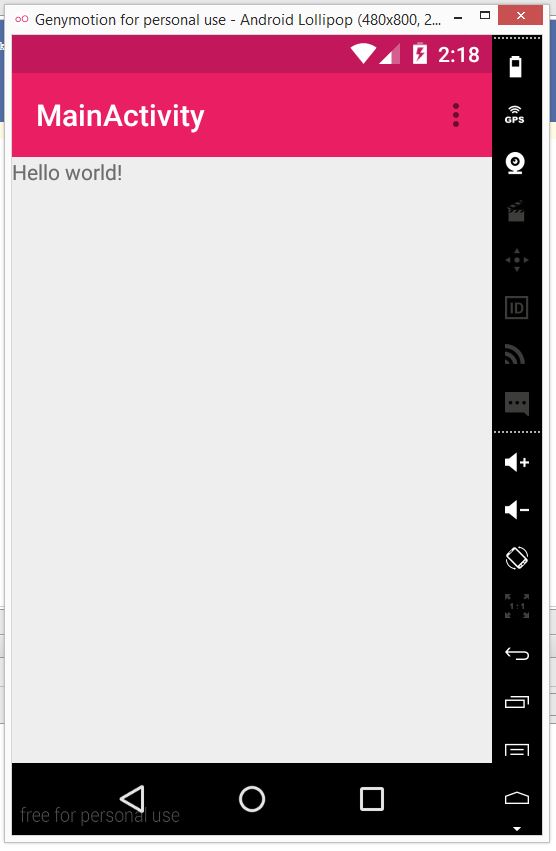 Genymotion for personal use - Android Lollipop (480x800, 2...
2:18
MainActivity
Hello world!
GPS
ID
1:1
free for personal use